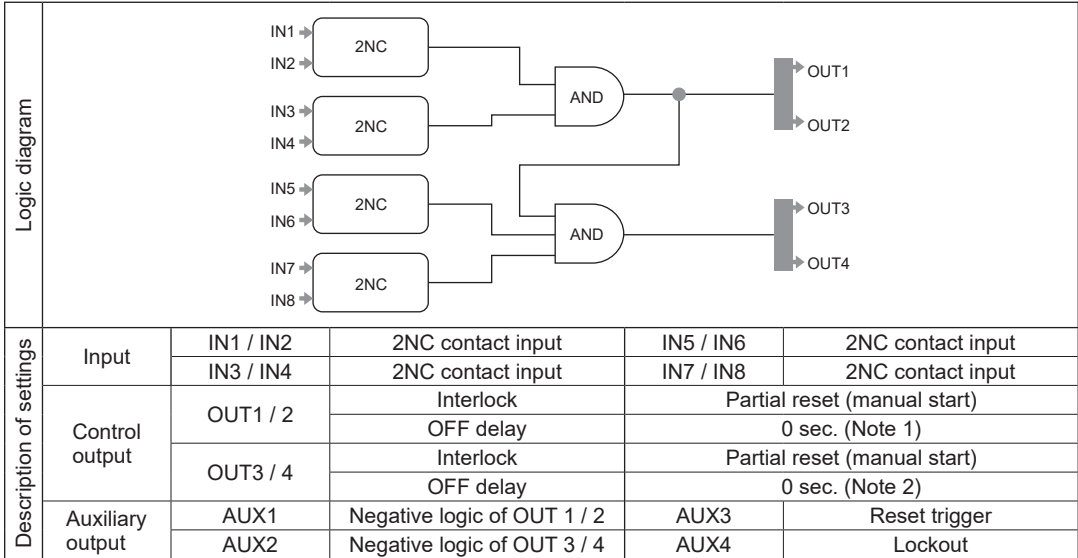 Logic diagram
IN1
IN2
2NC
IN3
IN4
2NC
AND
OUT1
OUT2
IN5
IN6
2NC
IN7
IN8
2NC
AND
OUT3
OUT4
Description of settings
Input IN1 / IN2 2NC contact input IN5 / IN6 2NC contact input
IN3 / IN4 2NC contact input IN7 / IN8 2NC contact input
Control output OUT1 / 2 Interlock Partial reset (manual start)
OFF delay 0 sec. (Note 1)
OUT3 / 4 Interlock Partial reset (manual start)
OFF delay 0 sec. (Note 2)
Auxiliary output AUX1 Negative logic of OUT 1 / 2 AUX3 Reset trigger
AUX2 Negative logic of OUT 3 / 4 AUX4 Lockout